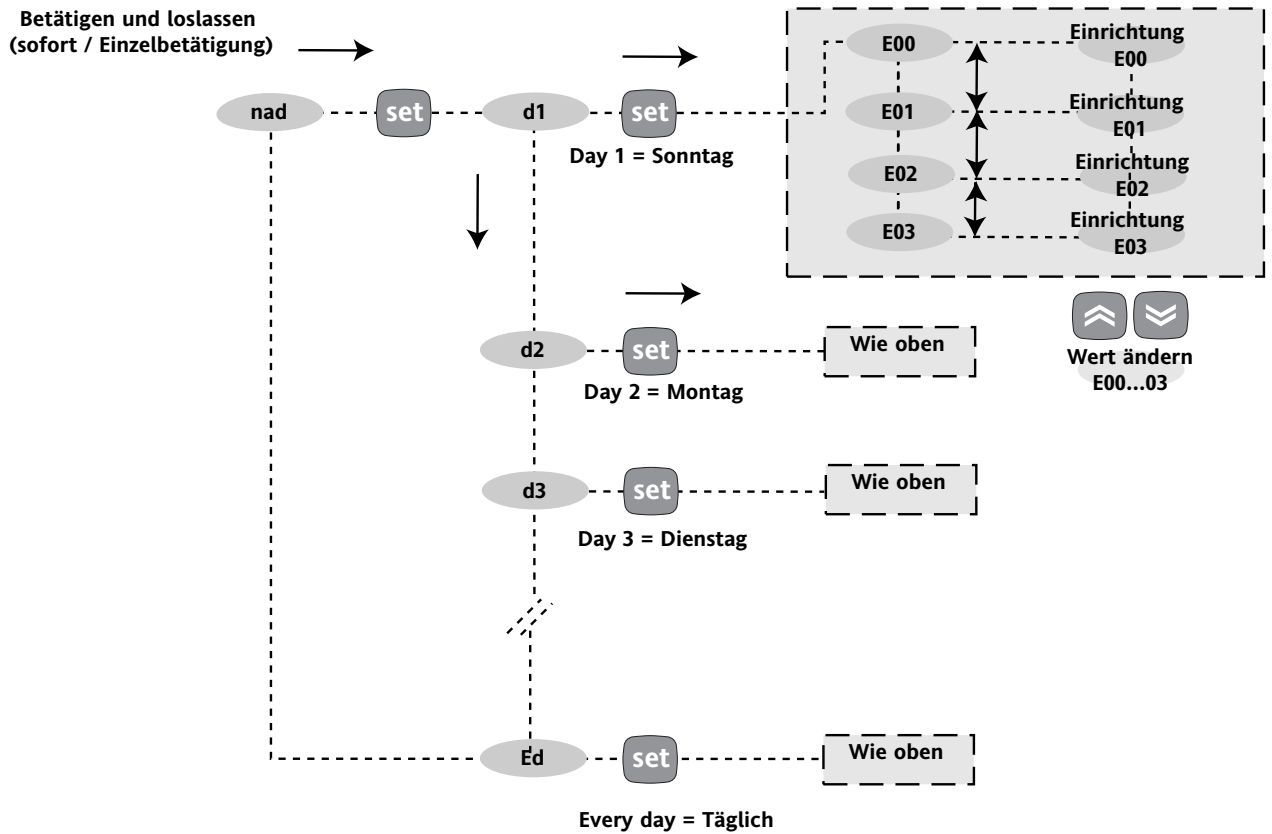 Betätigen und loslassen
(sofort / Einzelbetätigung)
nad
set
d1
set
Day 1 = Sonntag
E00
Einrichtung
E00
E01
Einrichtung
E01
E02
Einrichtung
E02
E03
Einrichtung
E03
Wert ändern
E00...03
d2
set
Wie oben
Day 2 = Montag
d3
set
Wie oben
Day 3 = Dienstag
Ed
set
Wie oben
Every day = Täglich